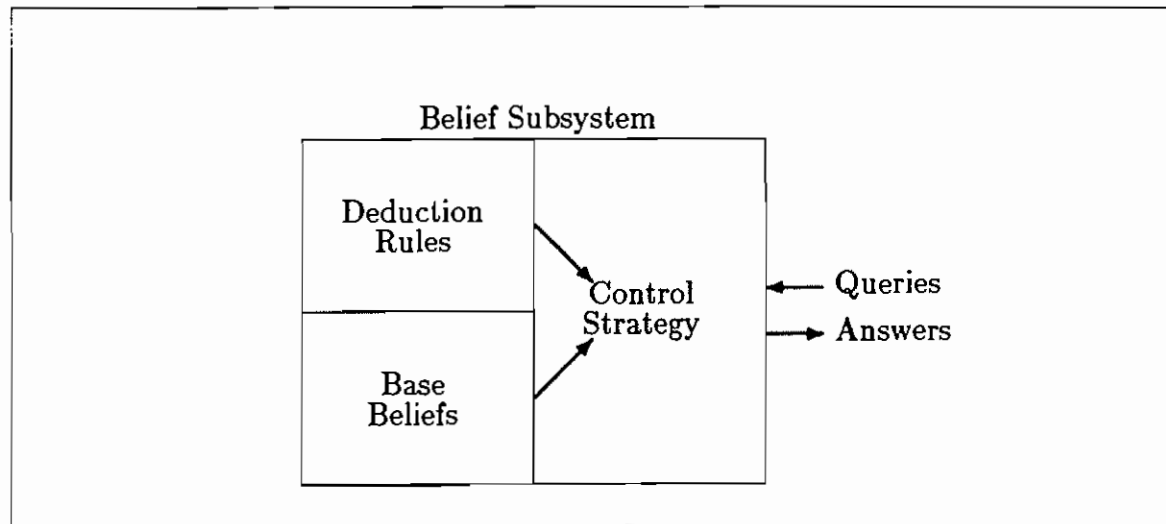 Belief Subsystem
Deduction
Rules
Control
Strategy
Queries
Answers
Base
Beliefs